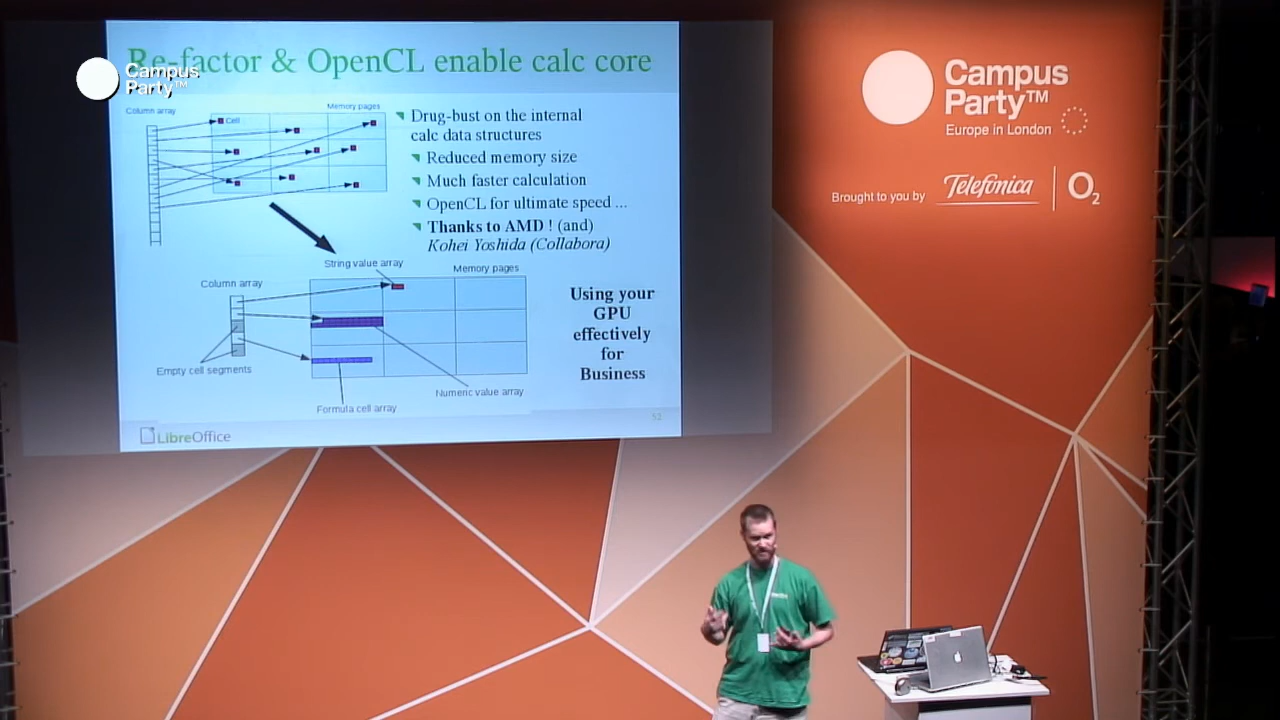 Re-factor & OpenCL enable calc core
Campus
Party™
Column array
Memory pages
Cell
Drug-bust on the internal
calc data structures
Reduced memory size
Much faster calculation
OpenCL for ultimate speed ...
Thanks to AMD ! (and)
Kohei Yoshida (Collabora)
String value array
Memory pages
Column array
Using your
GPU
effectively
for
Business
Empty cell segments
Numeric value array
Formula cell array
52
LibreOffice
Campus
Party™
Europe in London
Brought to you by
Telefónica
O2